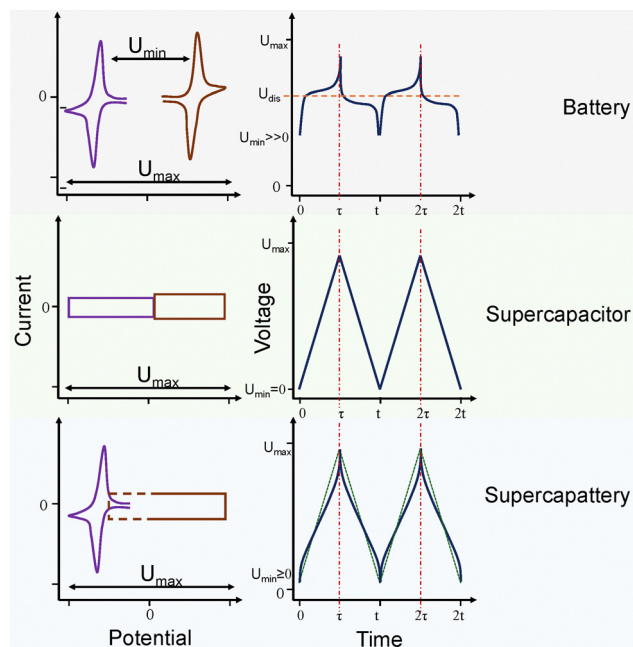 U_min
0
U_max
U_max
U_dis
U_min>>0
0
0 τ t 2τ 2t
Battery
Current
0
U_max
Voltage
U_max
U_min=0
0 τ t 2τ 2t
Supercapacitor
0
U_max
0
Potential
U_max
U_min≥0
0
0 τ t 2τ 2t
Time
Supercapattery